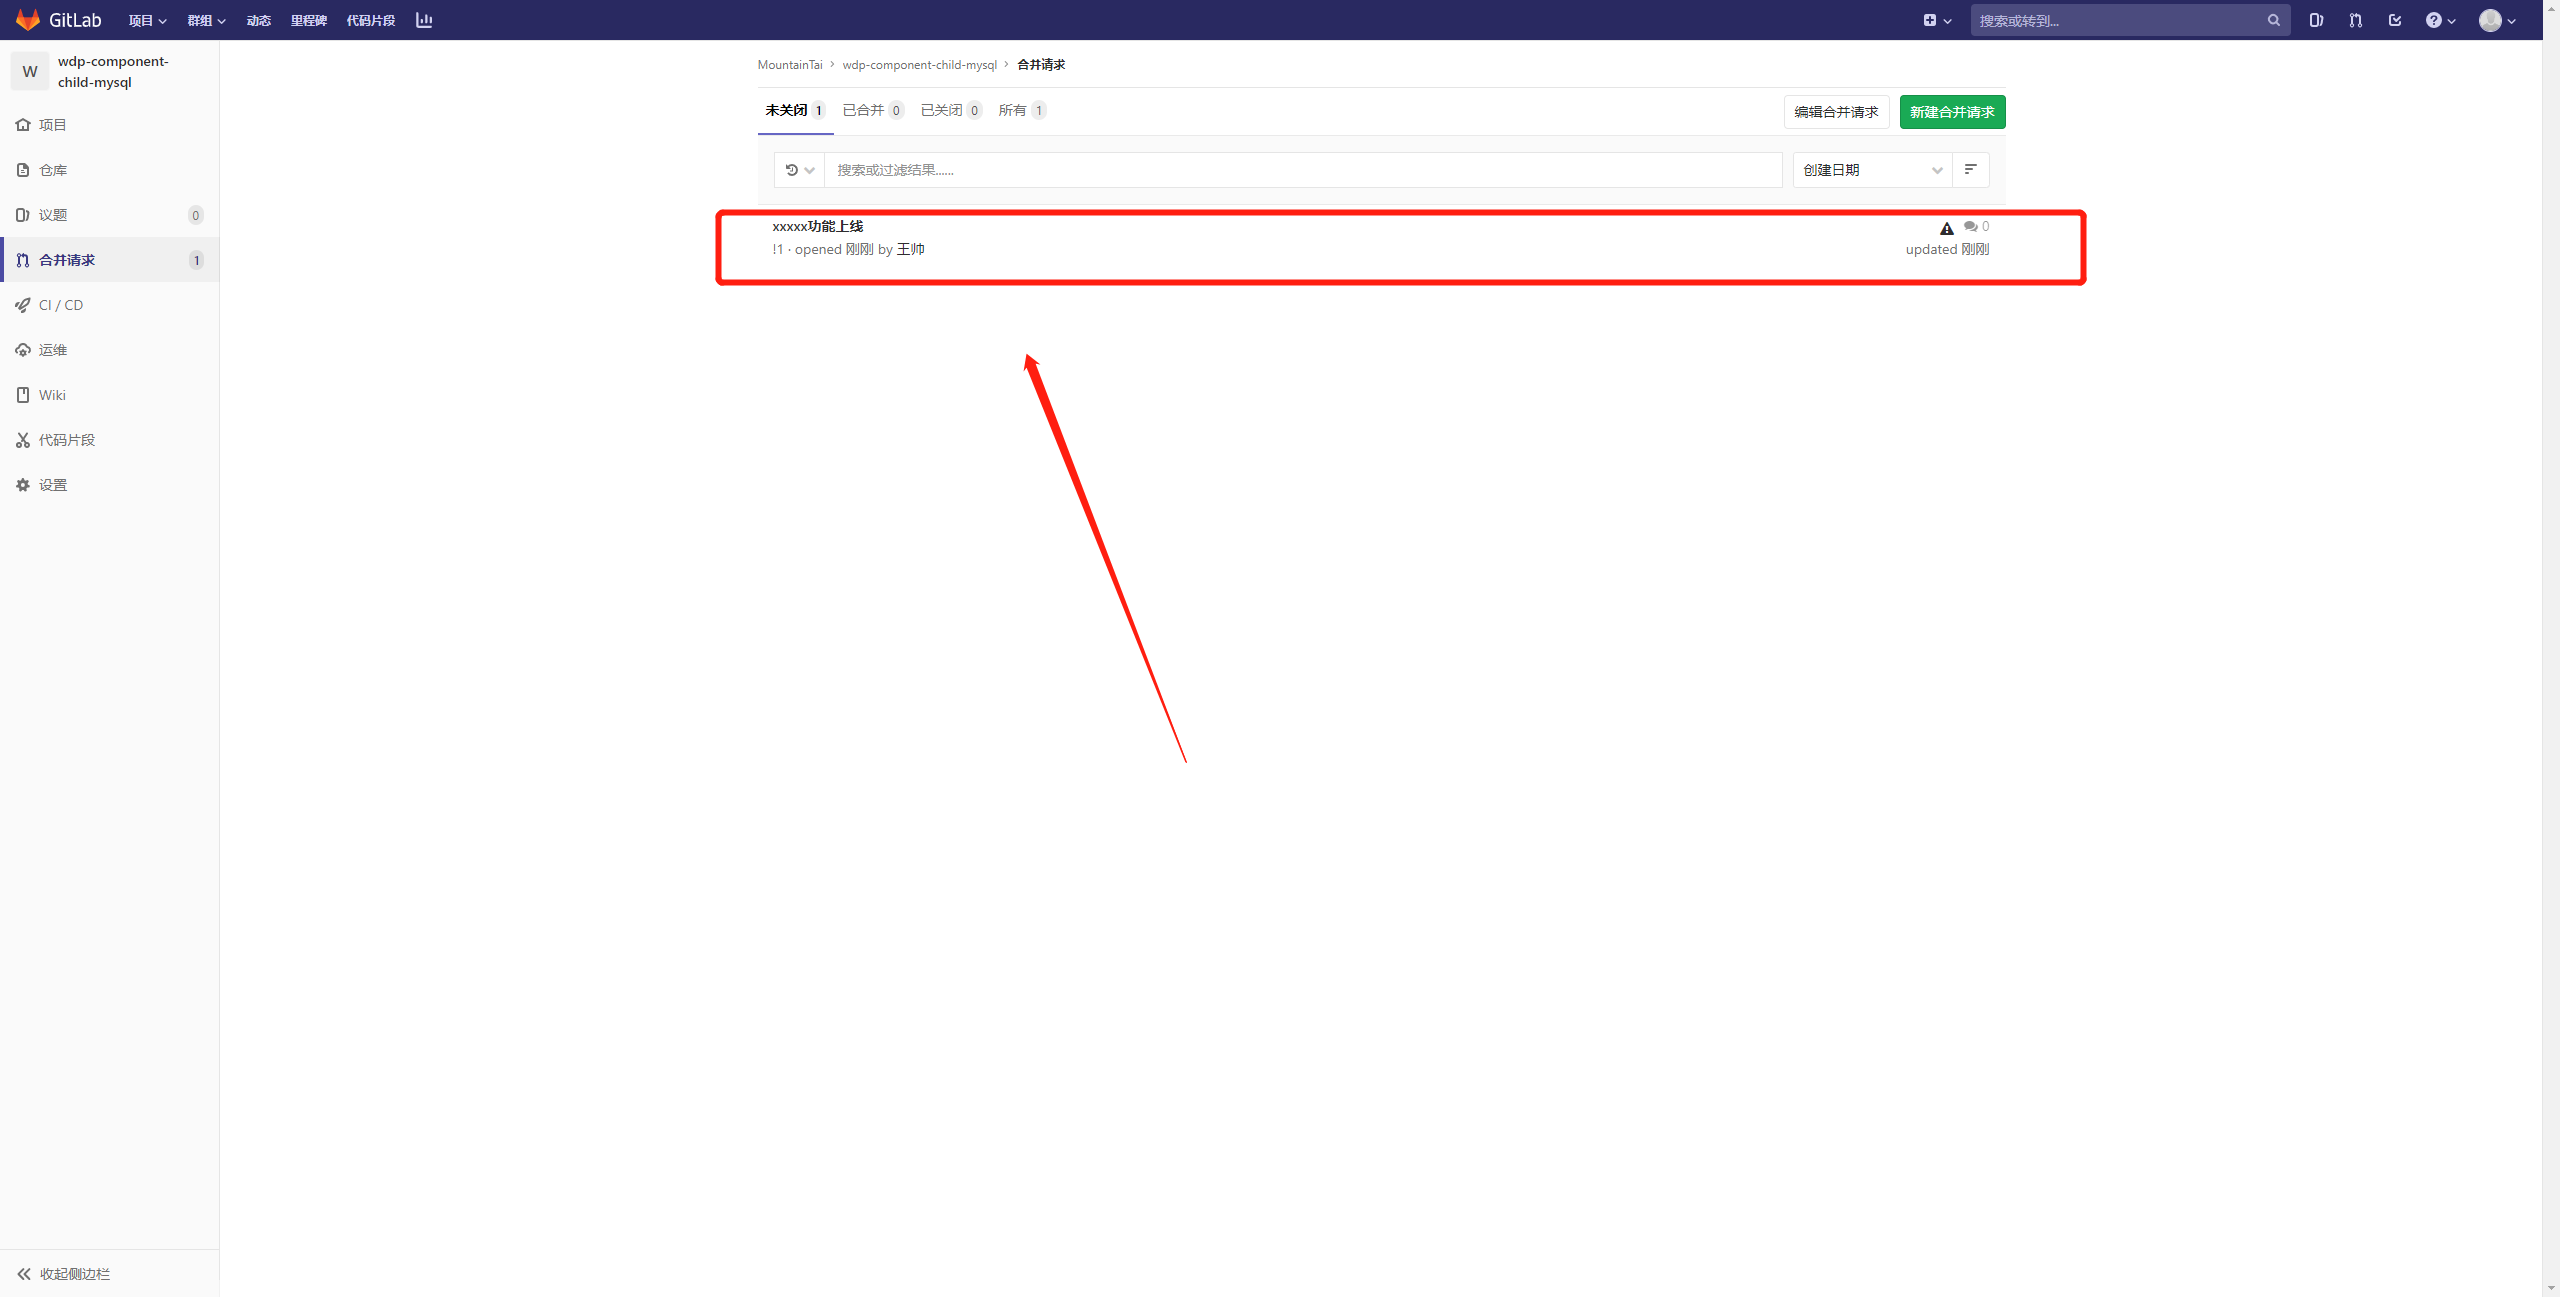 GitLab 项目 群组 动态 里程碑 代码片段 搜索或转到...
W wdp-component-
child-mysql
项目
仓库
议题 0
合并请求 1
CI / CD
运维
Wiki
代码片段
设置
收起侧边栏
MountainTai › wdp-component-child-mysql › 合并请求
未关闭 1 已合并 0 已关闭 0 所有 1 编辑合并请求 新建合并请求
搜索或过滤结果...... 创建日期
xxxxx功能上线 0
!1 · opened 刚刚 by 王帅 updated 刚刚